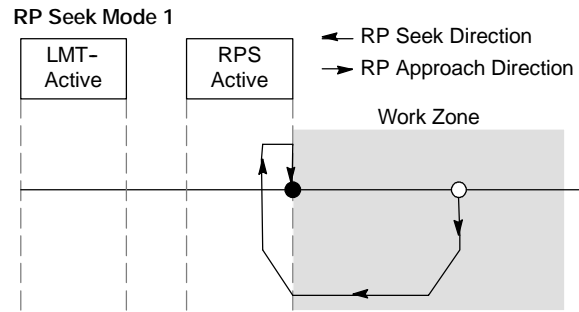 RP Seek Mode 1
LMT-
Active
RPS
Active
RP Seek Direction
RP Approach Direction
Work Zone